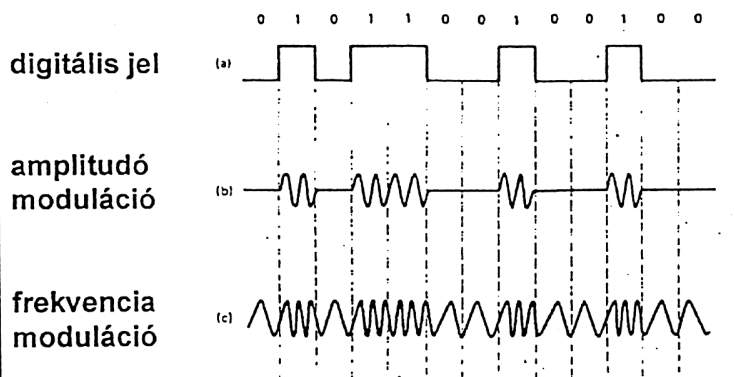 0 1 0 1 1 0 0 1 0 0 1 0 0
digitális jel (a)
amplitudó
moduláció (b)
frekvencia
moduláció (c)